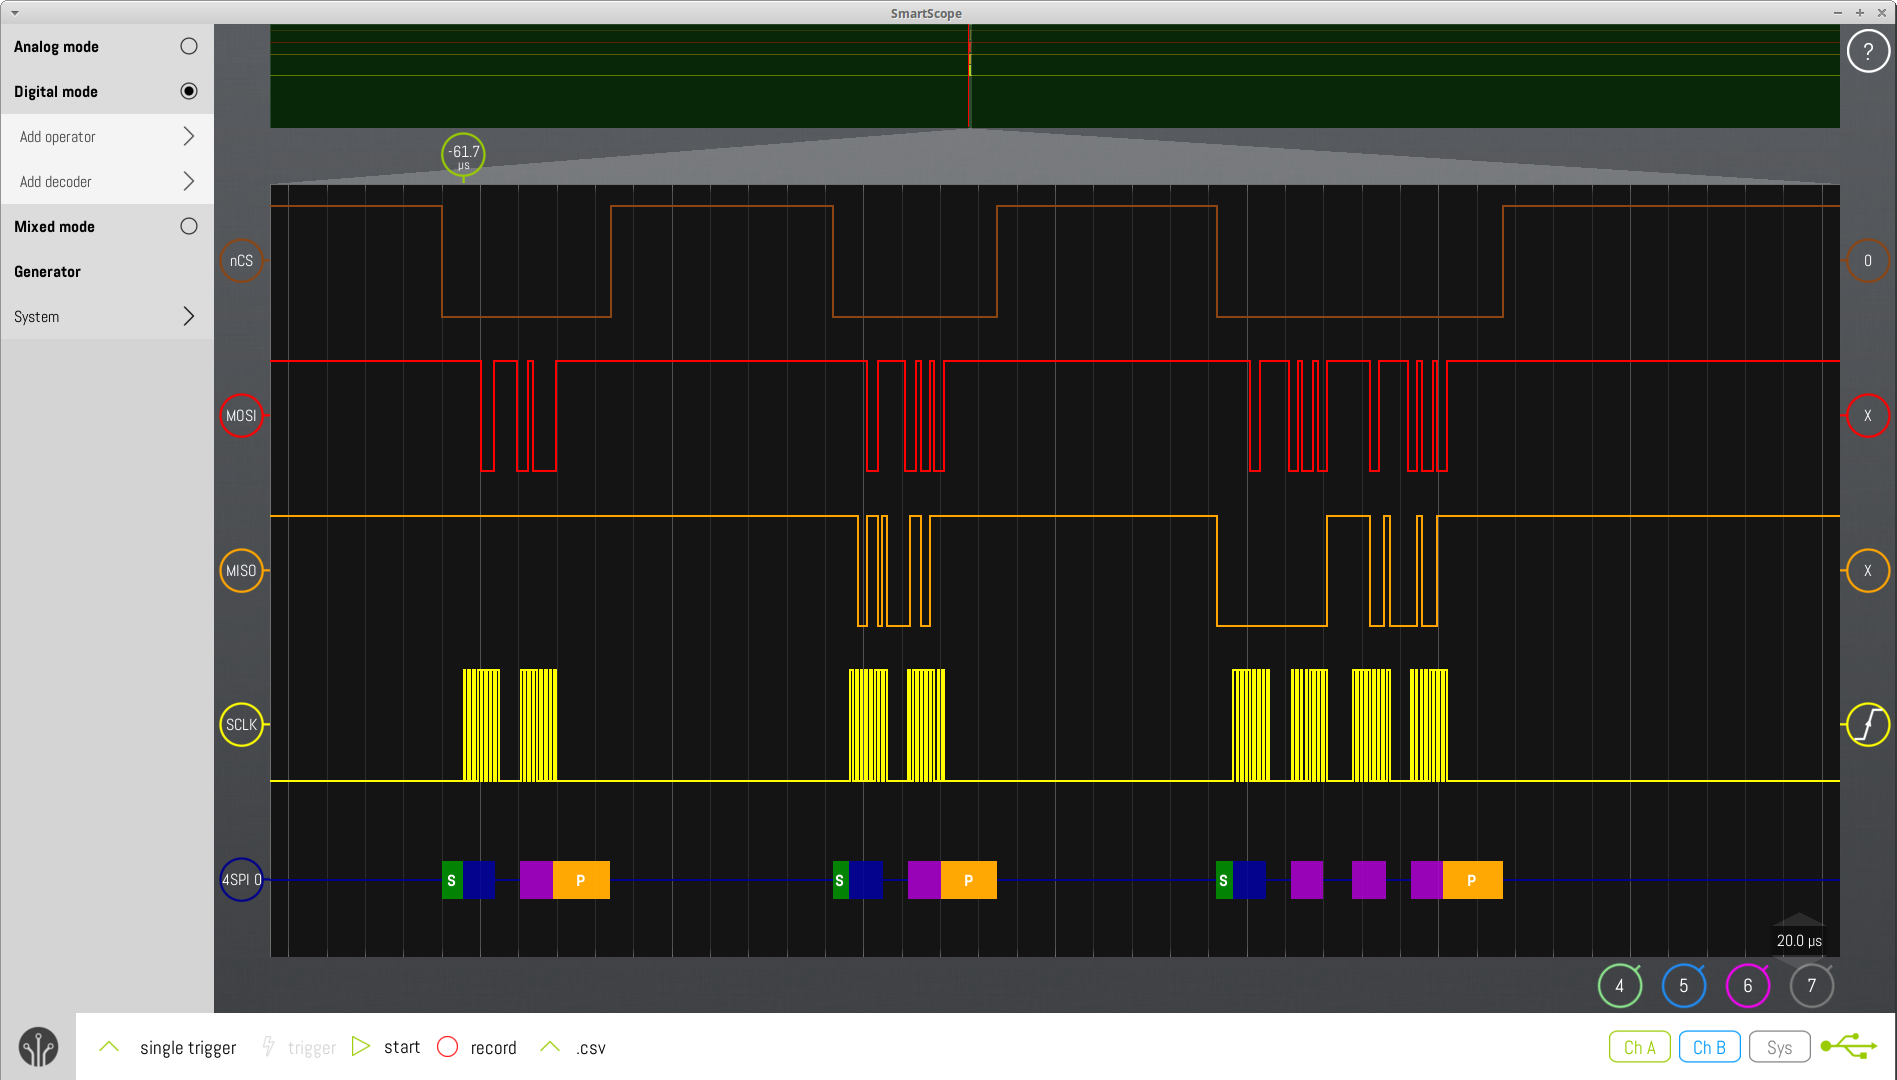 SmartScope
Analog mode
Digital mode
Add operator
Add decoder
Mixed mode
Generator
System
?
-61.7
µs
nCS
0
MOSI
X
MISO
X
SCLK
4SPI 0
S
P
S
P
S
P
20.0 µs
4
5
6
7
single trigger
trigger
start
record
.csv
Ch A
Ch B
Sys